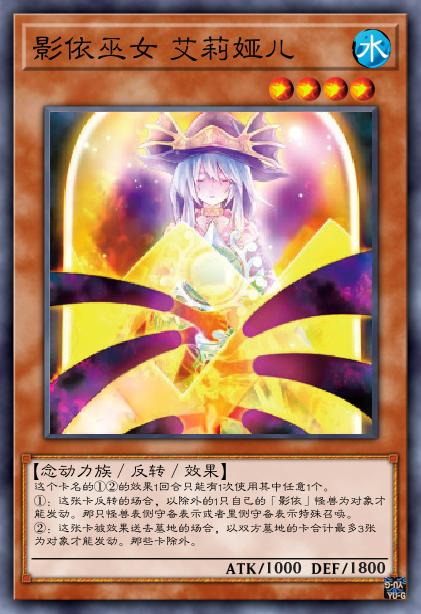 影依巫女 艾莉娅儿
水
【念动力族／反转／效果】
这个卡名的①②的效果1回合只能有1次使用其中任意1个。
①：这张卡反转的场合，以除外的1只自己的「影依」怪兽为对象才
能发动。那只怪兽表侧守备表示或者里侧守备表示特殊召唤。
②：这张卡被效果送去墓地的场合，以双方墓地的卡合计最多3张
为对象才能发动。那些卡除外。
ATK/1000 DEF/1800